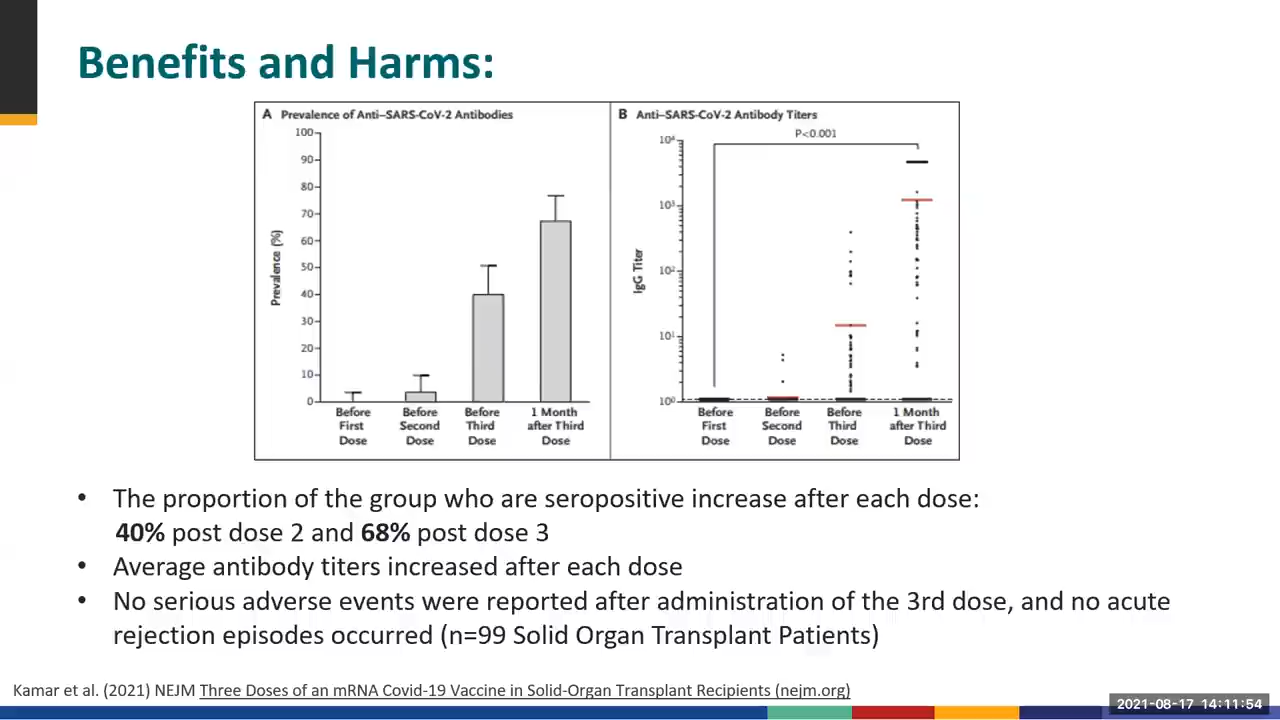 Benefits and Harms:
A Prevalence of Anti–SARS-CoV-2 Antibodies
100
90
80
70
60
50
40
30
20
10
0
Prevalence (%)
Before First Dose
Before Second Dose
Before Third Dose
1 Month after Third Dose
B Anti–SARS-CoV-2 Antibody Titers
P<0.001
10⁴
10³
10²
10¹
10⁰
IgG Titer
Before First Dose
Before Second Dose
Before Third Dose
1 Month after Third Dose
• The proportion of the group who are seropositive increase after each dose:
40% post dose 2 and 68% post dose 3
• Average antibody titers increased after each dose
• No serious adverse events were reported after administration of the 3rd dose, and no acute
rejection episodes occurred (n=99 Solid Organ Transplant Patients)
Kamar et al. (2021) NEJM Three Doses of an mRNA Covid-19 Vaccine in Solid-Organ Transplant Recipients (nejm.org)
2021-08-17 14:11:54